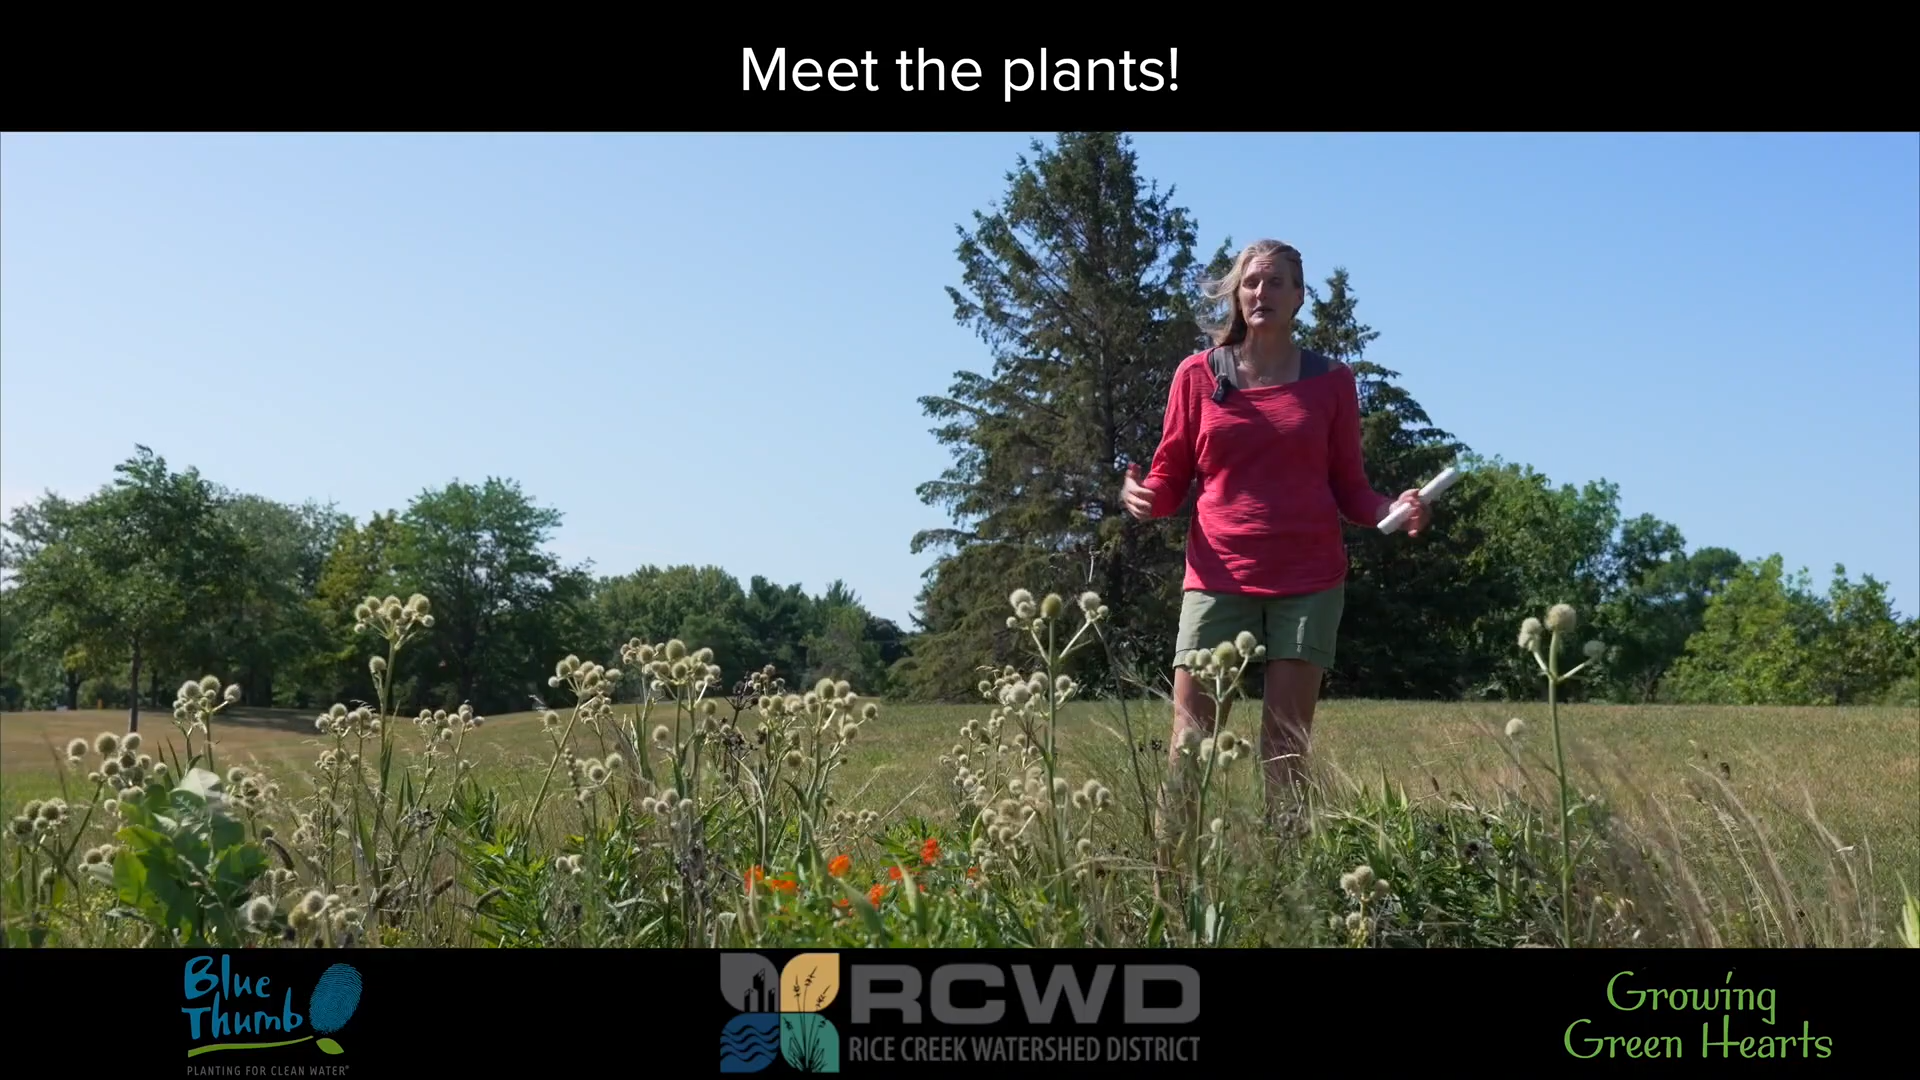 Meet the plants!
Blue
Thumb
PLANTING FOR CLEAN WATER®
RCWD
RICE CREEK WATERSHED DISTRICT
Growing
Green Hearts